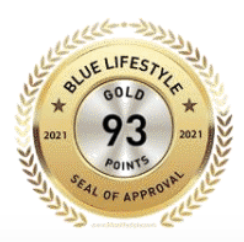 BLUE LIFESTYLE
GOLD
2021 93 2021
POINTS
SEAL OF APPROVAL